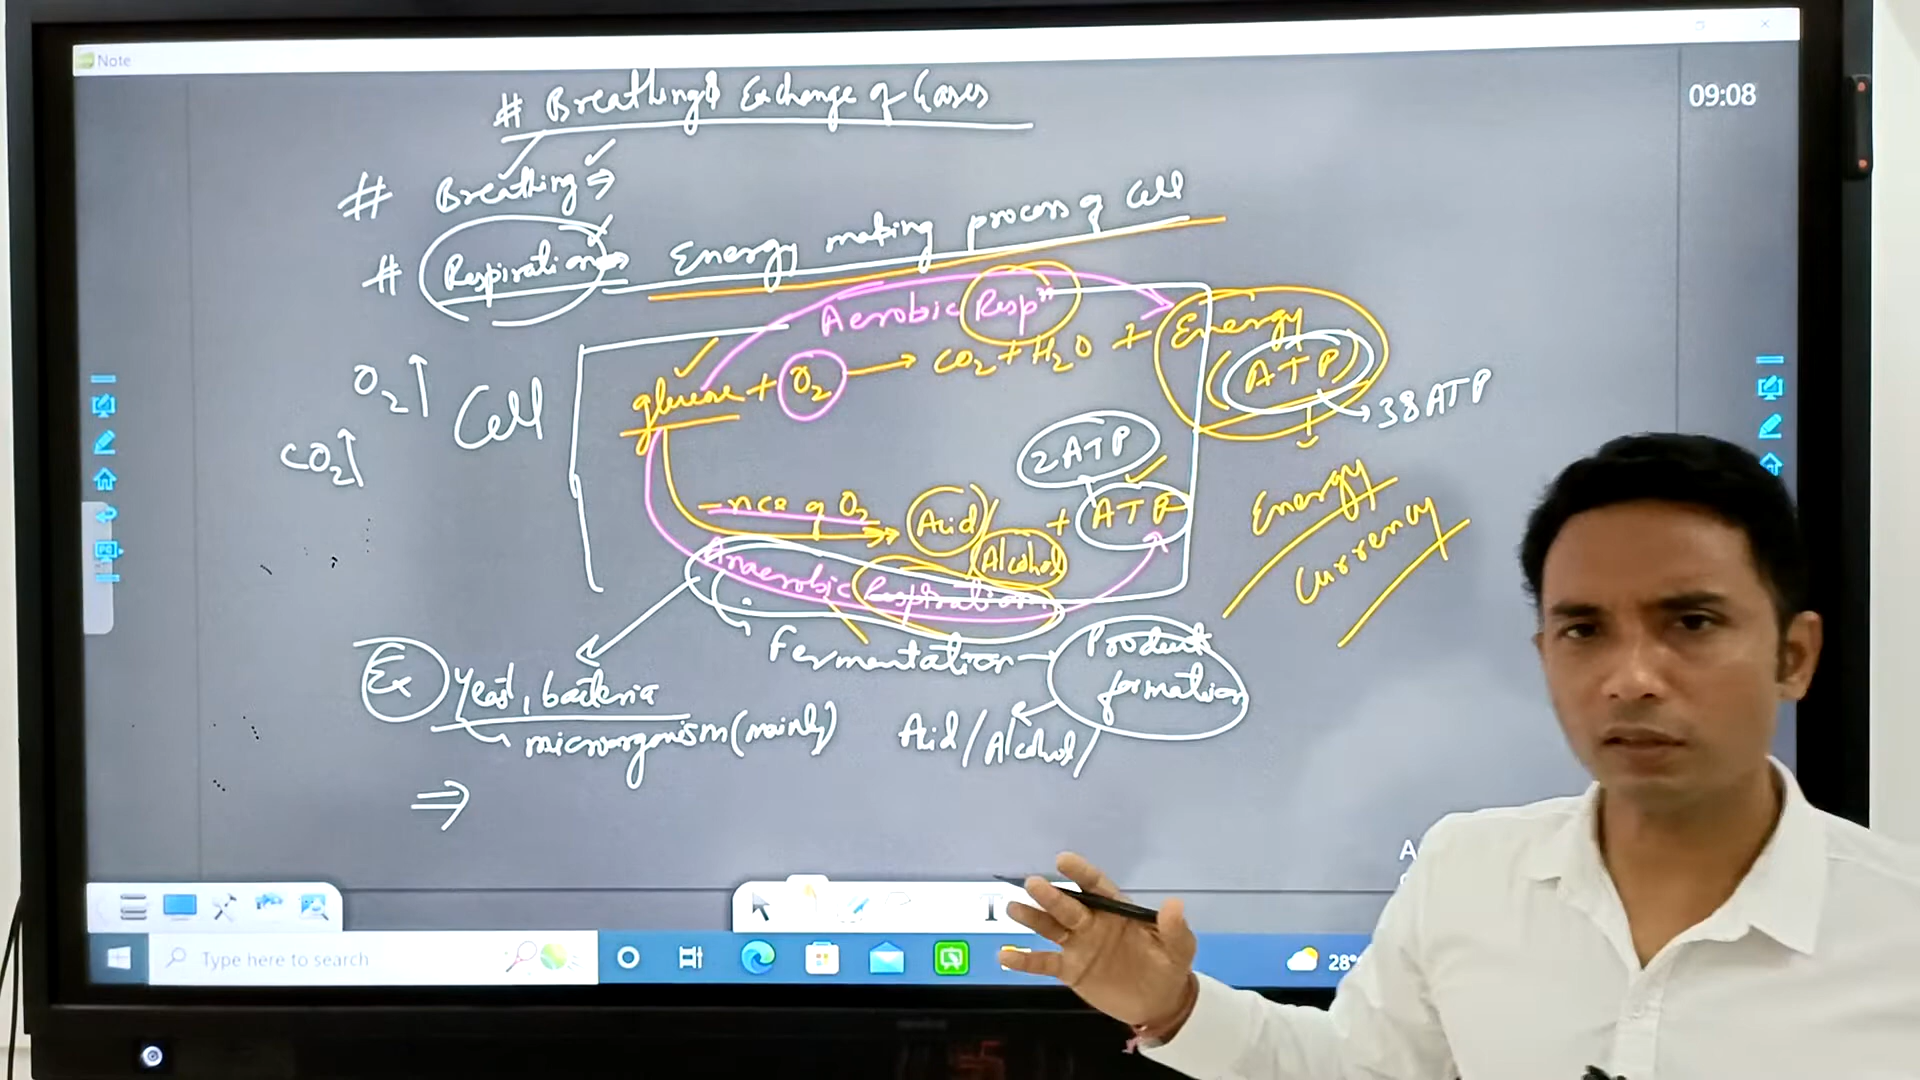 Note
09:08
# Breathing & Exchange of Gases
# Breathing ⇒
# Respiration ⇒ Energy making process of Cell
Aerobic Respⁿ
glucose + O₂ → CO₂ + H₂O + Energy
(ATP)
→ 38 ATP
O₂↑ Cell
CO₂↑
2ATP
-nce of O₂ → Acid/
Alcohol
+ ATP
Energy
Currency
Anaerobic Respiration
Fermentation - Product
formation
Ex Yeast, bacteria
microorganism (mainly)
Acid/Alcohol/
⇒
Type here to search
28°